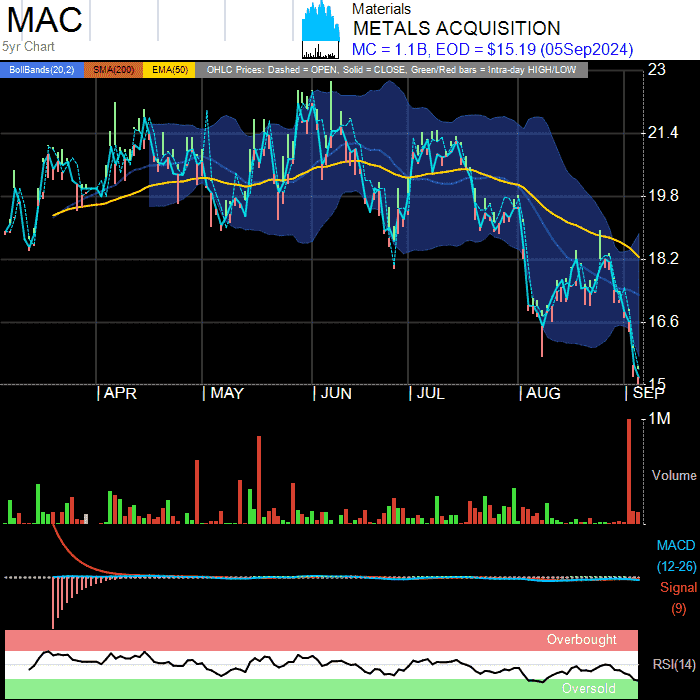 MAC
5yr Chart
Materials
METALS ACQUISITION
MC = 1.1B, EOD = $15.19 (05Sep2024)
BollBands(20,2) SMA(200) EMA(50) OHLC Prices: Dashed = OPEN, Solid = CLOSE, Green/Red bars = Intra-day HIGH/LOW
23
21.4
19.8
18.2
16.6
15
APR MAY JUN JUL AUG SEP
1M
Volume
MACD
(12-26)
Signal
(9)
Overbought
RSI(14)
Oversold